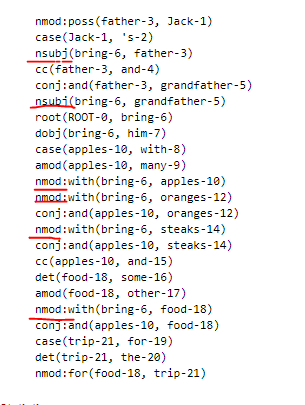 nmod:poss(father-3, Jack-1)
case(Jack-1, 's-2)
nsubj(bring-6, father-3)
cc(father-3, and-4)
conj:and(father-3, grandfather-5)
nsubj(bring-6, grandfather-5)
root(ROOT-0, bring-6)
dobj(bring-6, him-7)
case(apples-10, with-8)
amod(apples-10, many-9)
nmod:with(bring-6, apples-10)
nmod:with(bring-6, oranges-12)
conj:and(apples-10, oranges-12)
nmod:with(bring-6, steaks-14)
conj:and(apples-10, steaks-14)
cc(apples-10, and-15)
det(food-18, some-16)
amod(food-18, other-17)
nmod:with(bring-6, food-18)
conj:and(apples-10, food-18)
case(trip-21, for-19)
det(trip-21, the-20)
nmod:for(food-18, trip-21)